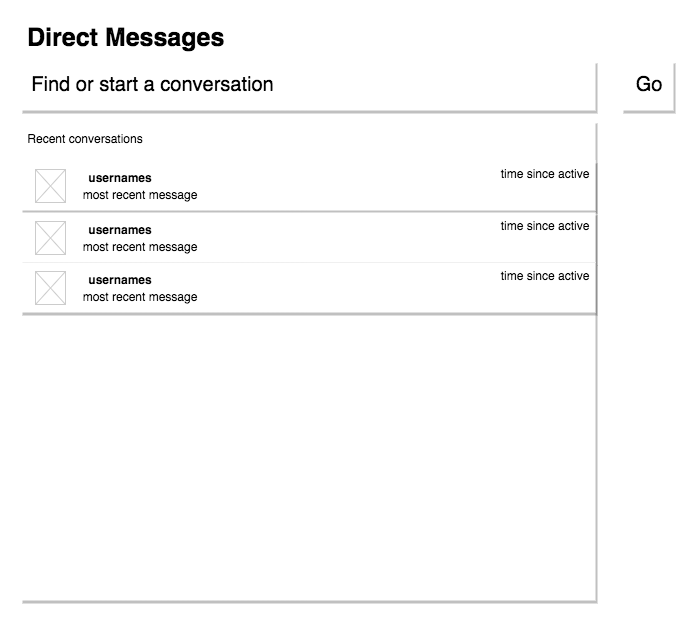 Direct Messages
Find or start a conversation
Go
Recent conversations
usernames
time since active
most recent message
usernames
time since active
most recent message
usernames
time since active
most recent message